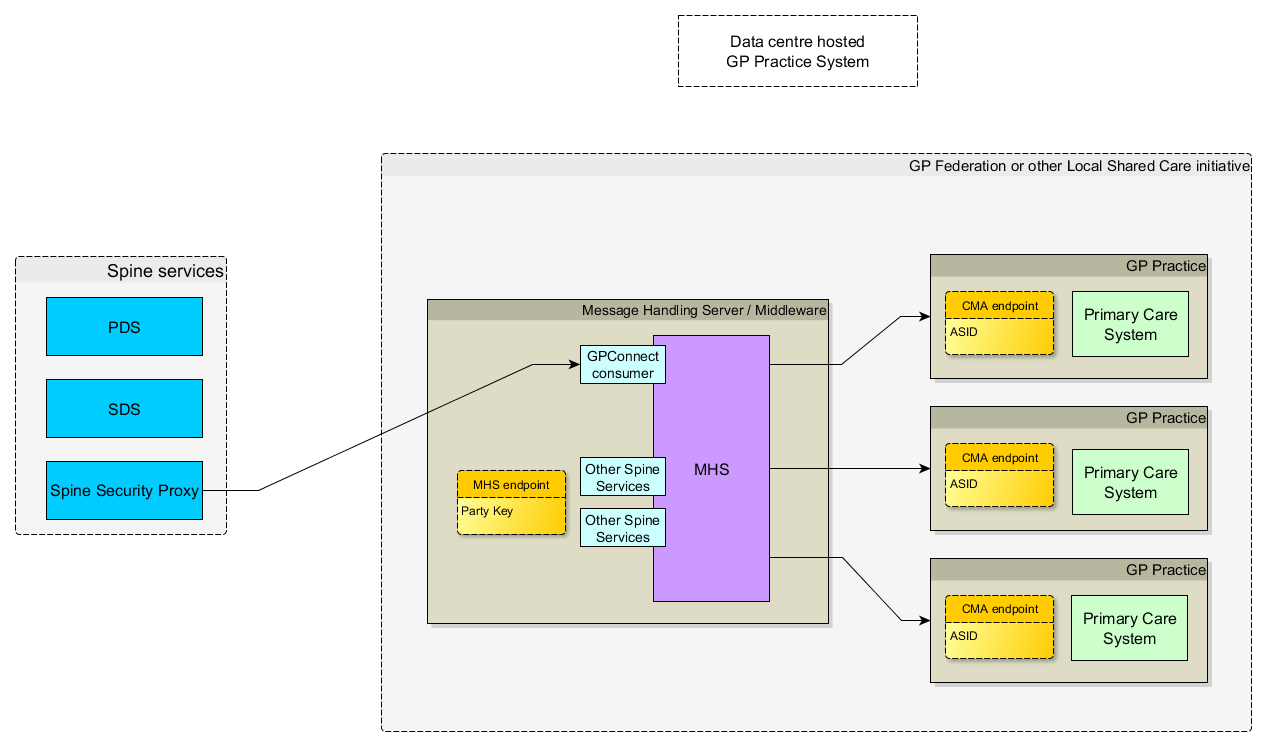 Data centre hosted
GP Practice System
GP Federation or other Local Shared Care initiative
Spine services
PDS
SDS
Spine Security Proxy
Message Handling Server / Middleware
GPConnect
consumer
MHS
Other Spine
Services
Other Spine
Services
MHS endpoint
Party Key
GP Practice
CMA endpoint
ASID
Primary Care
System
GP Practice
CMA endpoint
ASID
Primary Care
System
GP Practice
CMA endpoint
ASID
Primary Care
System